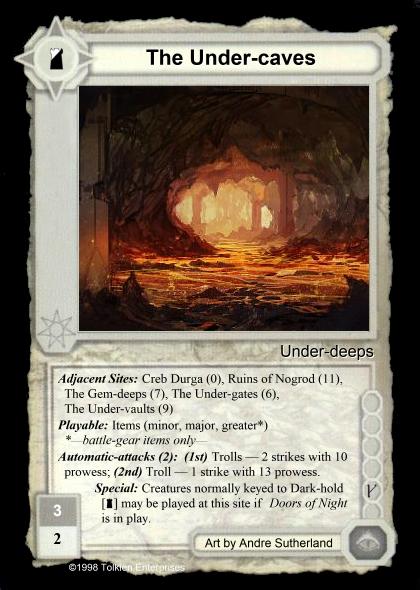 The Under-caves
Under-deeps
Adjacent Sites: Creb Durga (0), Ruins of Nogrod (11),
The Gem-deeps (7), The Under-gates (6),
The Under-vaults (9)
Playable: Items (minor, major, greater*)
*—battle-gear items only—
Automatic-attacks (2): (1st) Trolls — 2 strikes with 10
prowess; (2nd) Troll — 1 strike with 13 prowess.
Special: Creatures normally keyed to Dark-hold
[] may be played at this site if Doors of Night
is in play.
3
2
Art by Andre Sutherland
©1998 Tolkien Enterprises